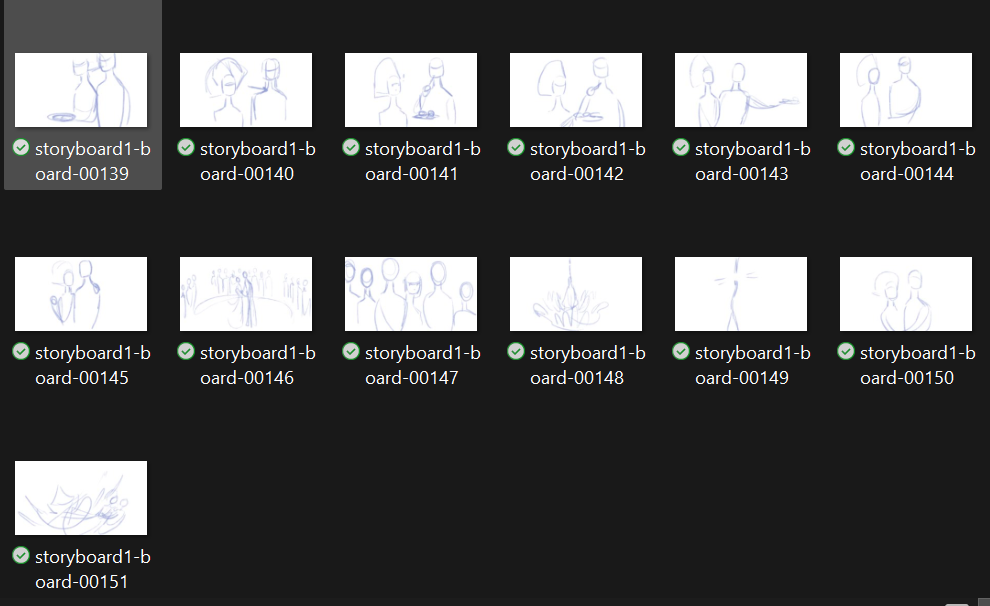 storyboard1-b
oard-00139
storyboard1-b
oard-00140
storyboard1-b
oard-00141
storyboard1-b
oard-00142
storyboard1-b
oard-00143
storyboard1-b
oard-00144
storyboard1-b
oard-00145
storyboard1-b
oard-00146
storyboard1-b
oard-00147
storyboard1-b
oard-00148
storyboard1-b
oard-00149
storyboard1-b
oard-00150
storyboard1-b
oard-00151